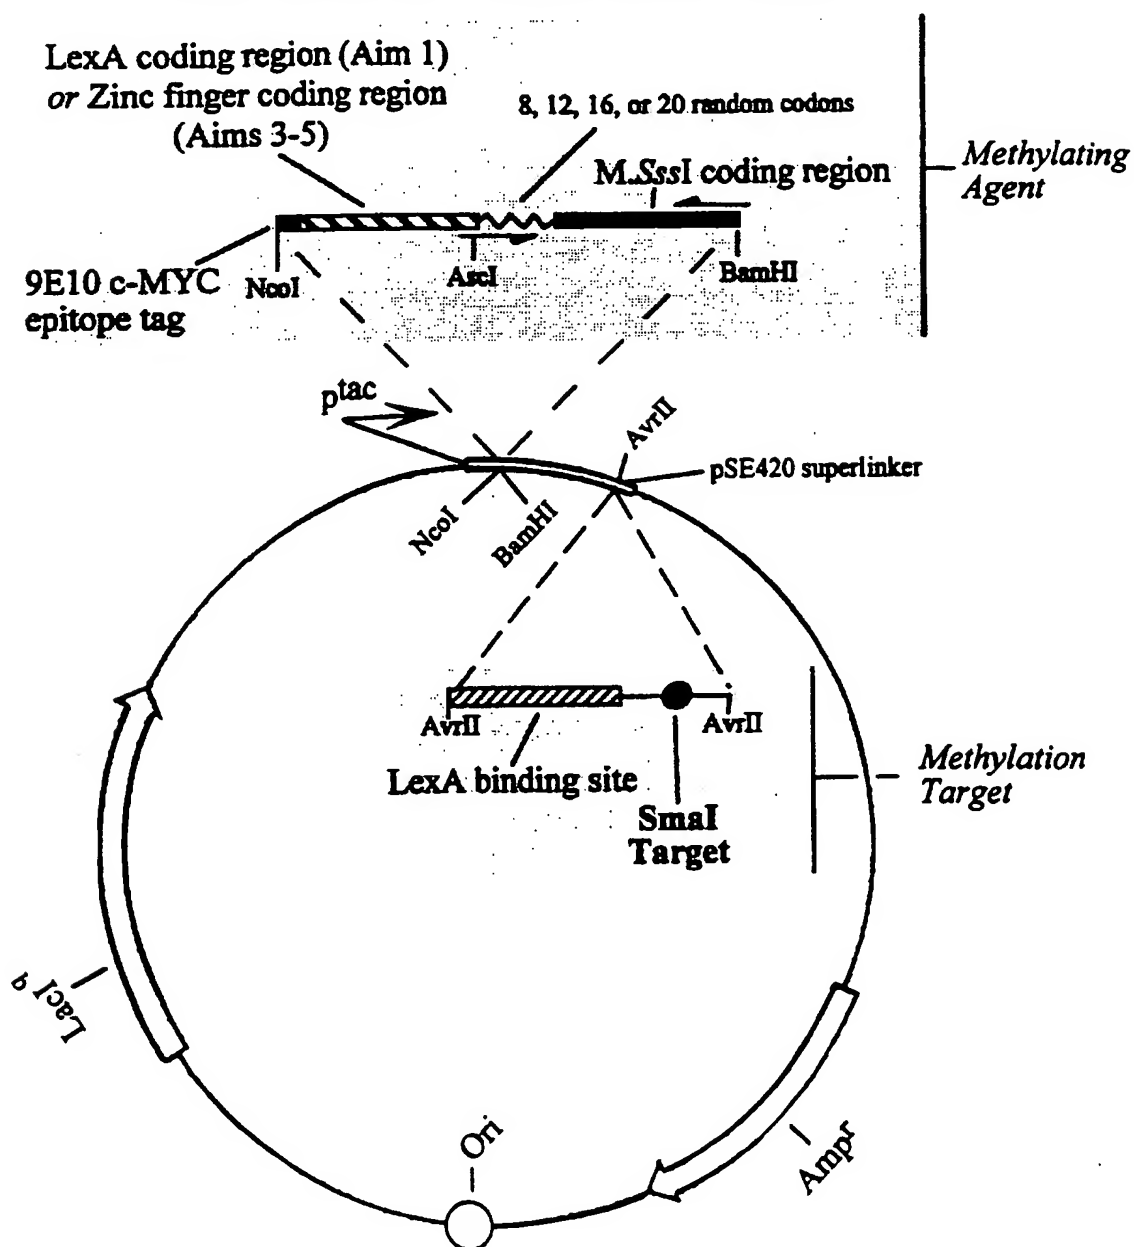 LexA coding region (Aim 1)
or Zinc finger coding region
(Aims 3-5)
8, 12, 16, or 20 random codons
M.SssI coding region
Methylating
Agent
9E10 c-MYC
epitope tag
NcoI
AscI
BamHI
ptac
AvrII
pSE420 superlinker
NcoI
BamHI
AvrII
AvrII
LexA binding site
SmaI
Target
Methylation
Target
LacI q
Ampr
Ori